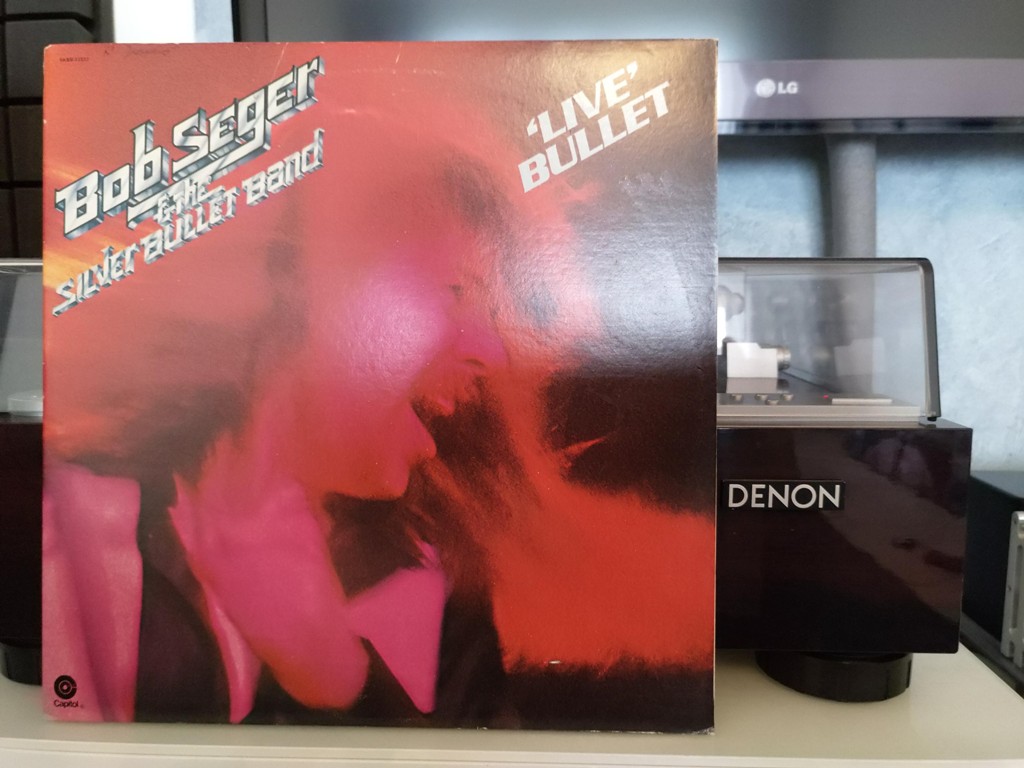 Bob Seger
& the
Silver Bullet Band
'LIVE'
BULLET
LG
DENON
Capitol